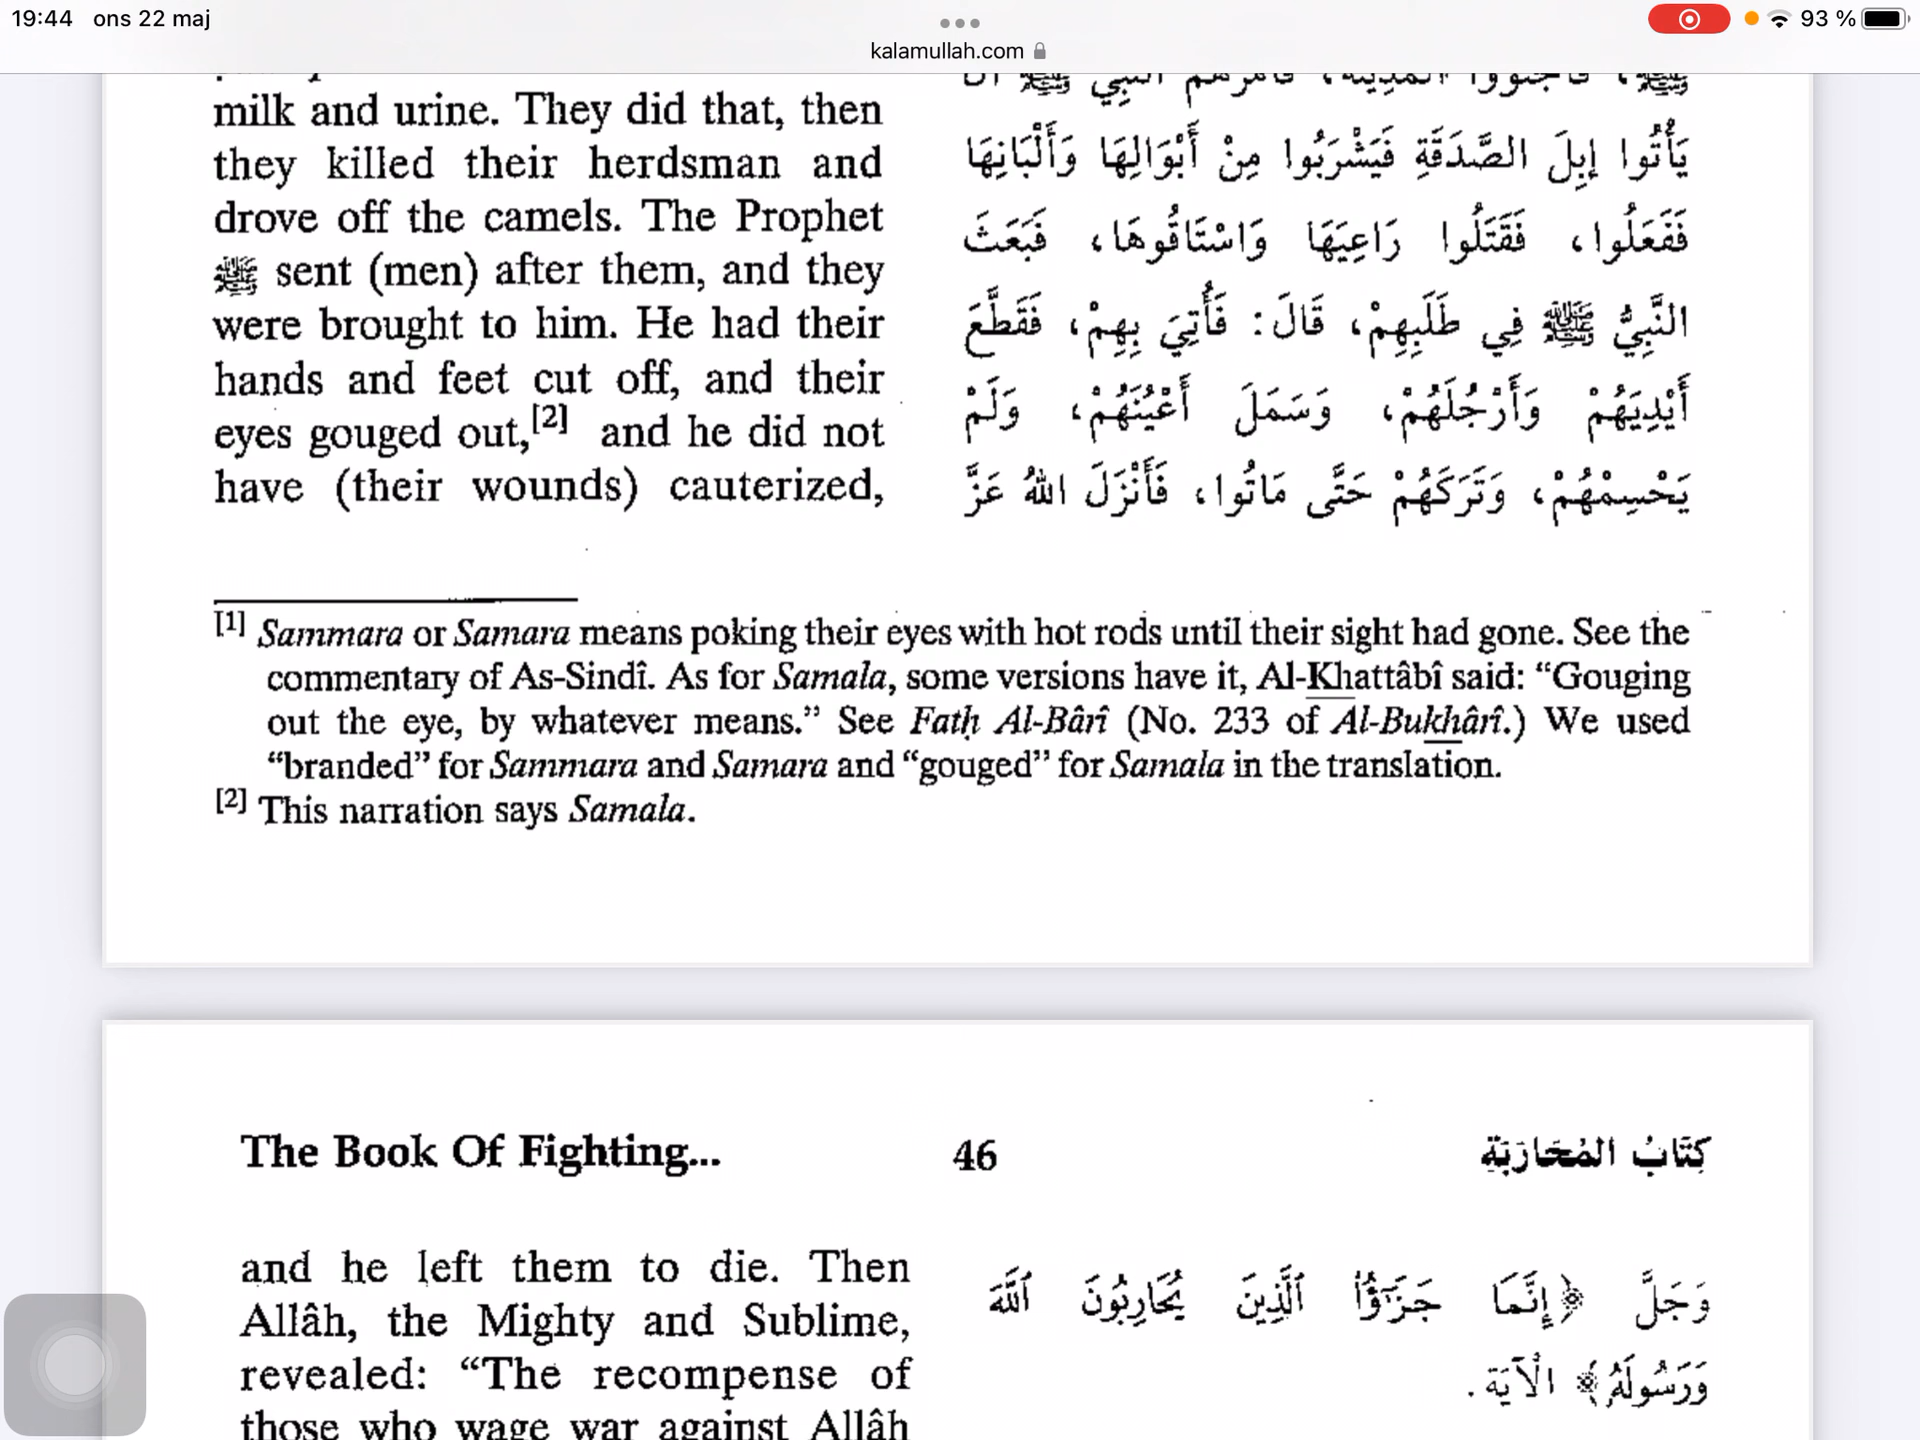 19:44 ons 22 maj
93 %
kalamullah.com
milk and urine. They did that, then
they killed their herdsman and
drove off the camels. The Prophet
ﷺ sent (men) after them, and they
were brought to him. He had their
hands and feet cut off, and their
eyes gouged out,[2] and he did not
have (their wounds) cauterized,
يَأْتُوا إِبِلَ الصَّدَقَةِ فَيَشْرَبُوا مِنْ أَبْوَالِهَا وَأَلْبَانِهَا
فَفَعَلُوا، فَقَتَلُوا رَاعِيَهَا وَاسْتَاقُوهَا، فَبَعَثَ
النَّبِيُّ ﷺ فِي طَلَبِهِمْ، قَالَ: فَأُتِيَ بِهِمْ، فَقَطَّعَ
أَيْدِيَهُمْ وَأَرْجُلَهُمْ، وَسَمَلَ أَعْيُنَهُمْ، وَلَمْ
يَحْسِمْهُمْ، وَتَرَكَهُمْ حَتَّى مَاتُوا، فَأَنْزَلَ اللهُ عَزَّ
[1] Sammara or Samara means poking their eyes with hot rods until their sight had gone. See the
commentary of As-Sindî. As for Samala, some versions have it, Al-Khattâbî said: “Gouging
out the eye, by whatever means.” See Fatḥ Al-Bârî (No. 233 of Al-Bukhârî.) We used
“branded” for Sammara and Samara and “gouged” for Samala in the translation.
[2] This narration says Samala.
The Book Of Fighting... 46 كِتَابُ المُحَارَبَةِ
and he left them to die. Then
Allâh, the Mighty and Sublime,
revealed: “The recompense of
those who wage war against Allâh
وَجَلَّ ﴿إِنَّمَا جَزَٰٓؤُا۟ ٱلَّذِينَ يُحَارِبُونَ ٱللَّهَ
وَرَسُولَهُ﴾ الْآيَةَ.